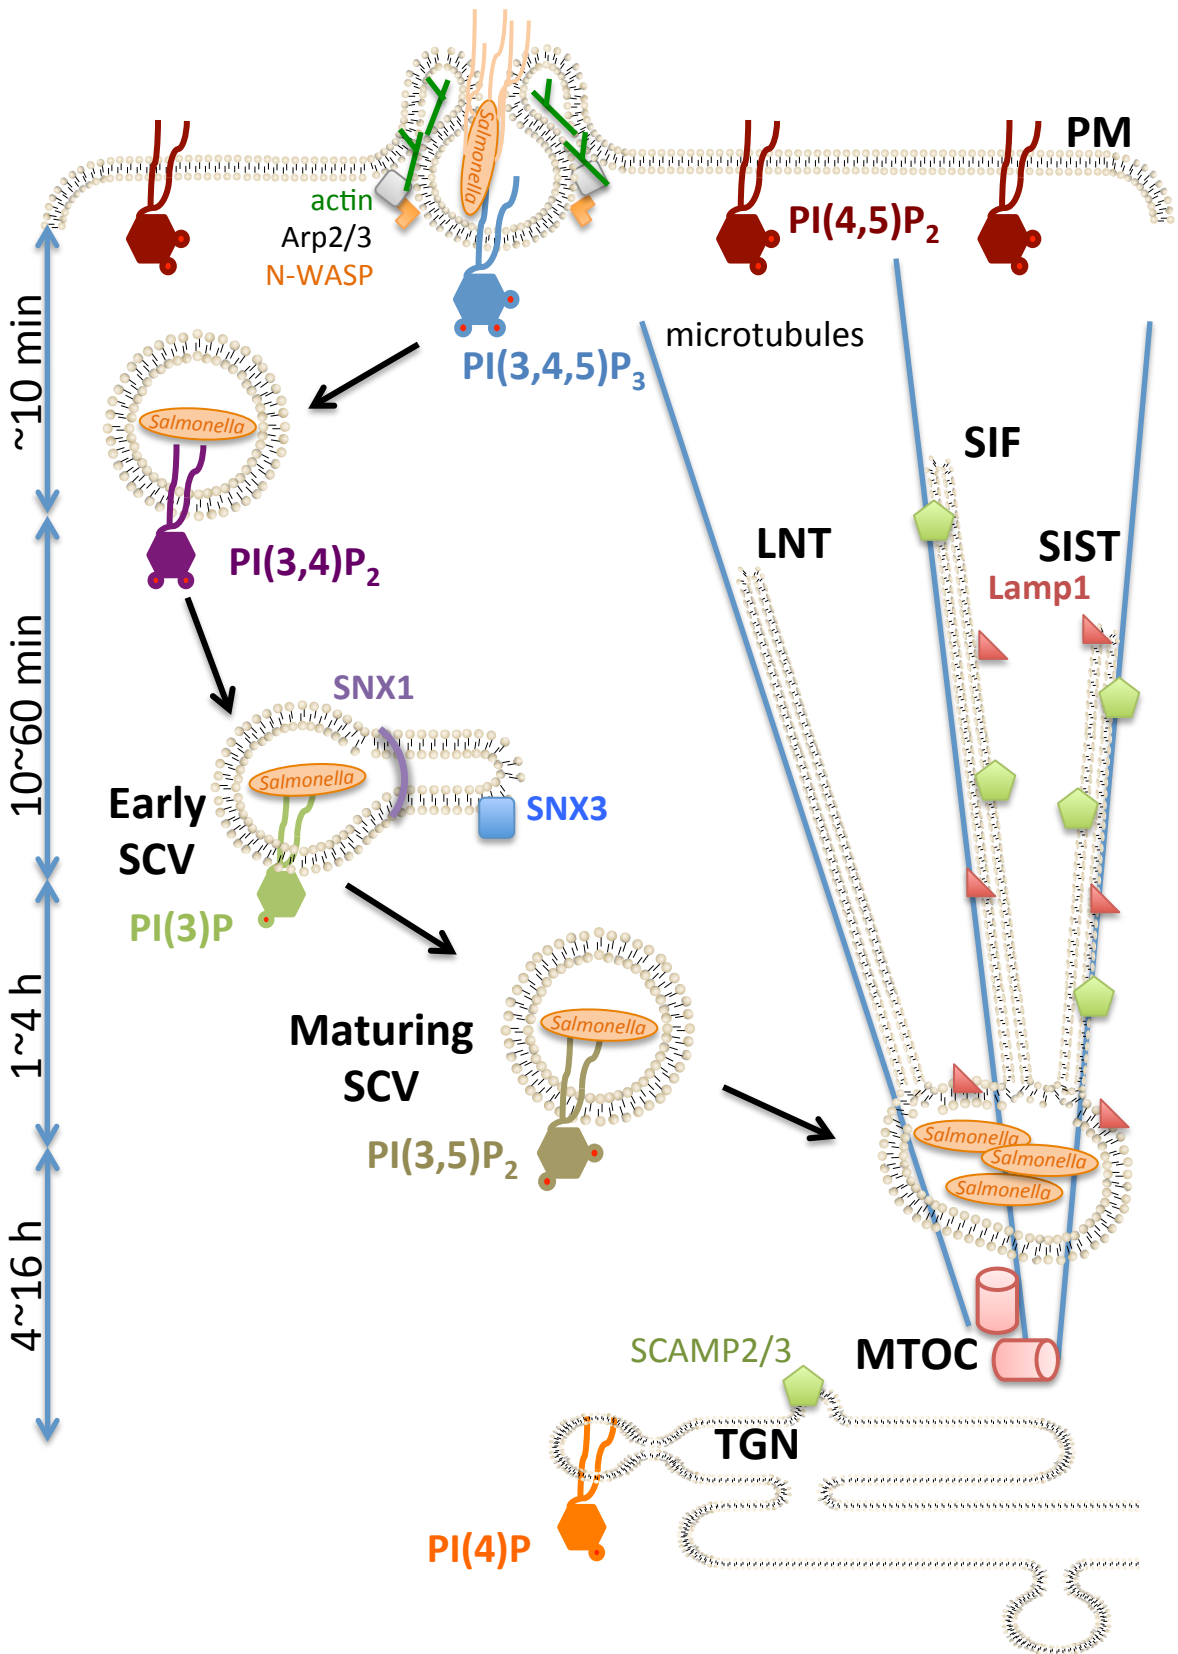 Salmonella
PM
actin
Arp2/3
N-WASP
PI(4,5)P2
~10 min
microtubules
PI(3,4,5)P3
Salmonella
SIF
LNT
SIST
PI(3,4)P2
Lamp1
10~60 min
SNX1
Salmonella
Early
SCV
SNX3
PI(3)P
1~4 h
Maturing
SCV
Salmonella
PI(3,5)P2
Salmonella
Salmonella
Salmonella
4~16 h
SCAMP2/3
MTOC
TGN
PI(4)P